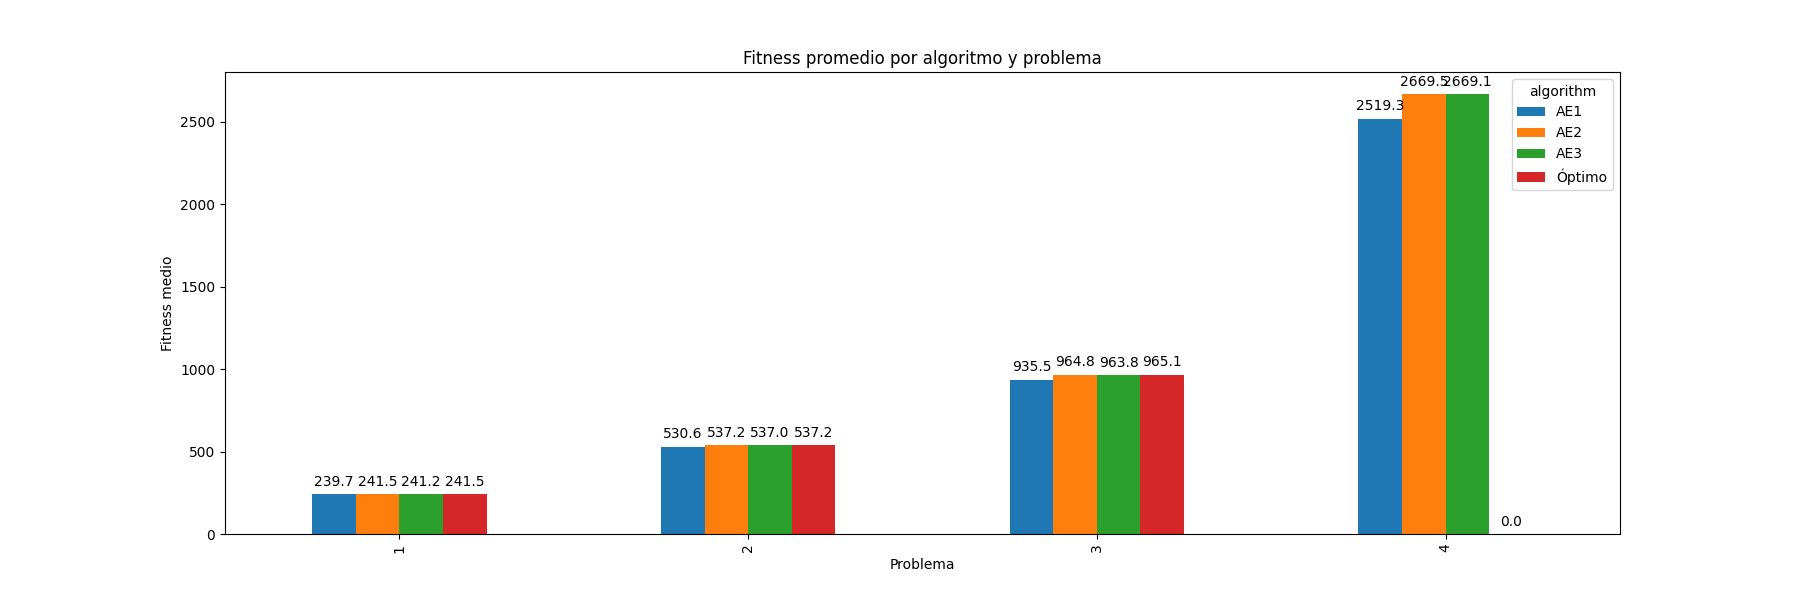 Fitness promedio por algoritmo y problema
Fitness medio
2500
2000
1500
1000
500
0
239.7 241.5 241.2 241.5
530.6 537.2 537.0 537.2
935.5 964.8 963.8 965.1
2519.3 2669.5 2669.1 0.0
algorithm
AE1
AE2
AE3
Óptimo
1 2 3 4
Problema